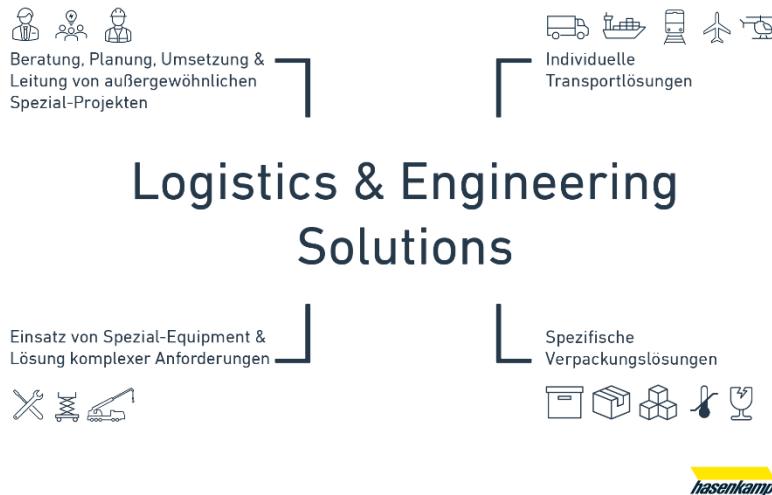 Beratung, Planung, Umsetzung &
Leitung von außergewöhnlichen
Spezial-Projekten
Individuelle
Transportlösungen
Logistics & Engineering
Solutions
Einsatz von Spezial-Equipment &
Lösung komplexer Anforderungen
Spezifische
Verpackungslösungen
hasenkamp